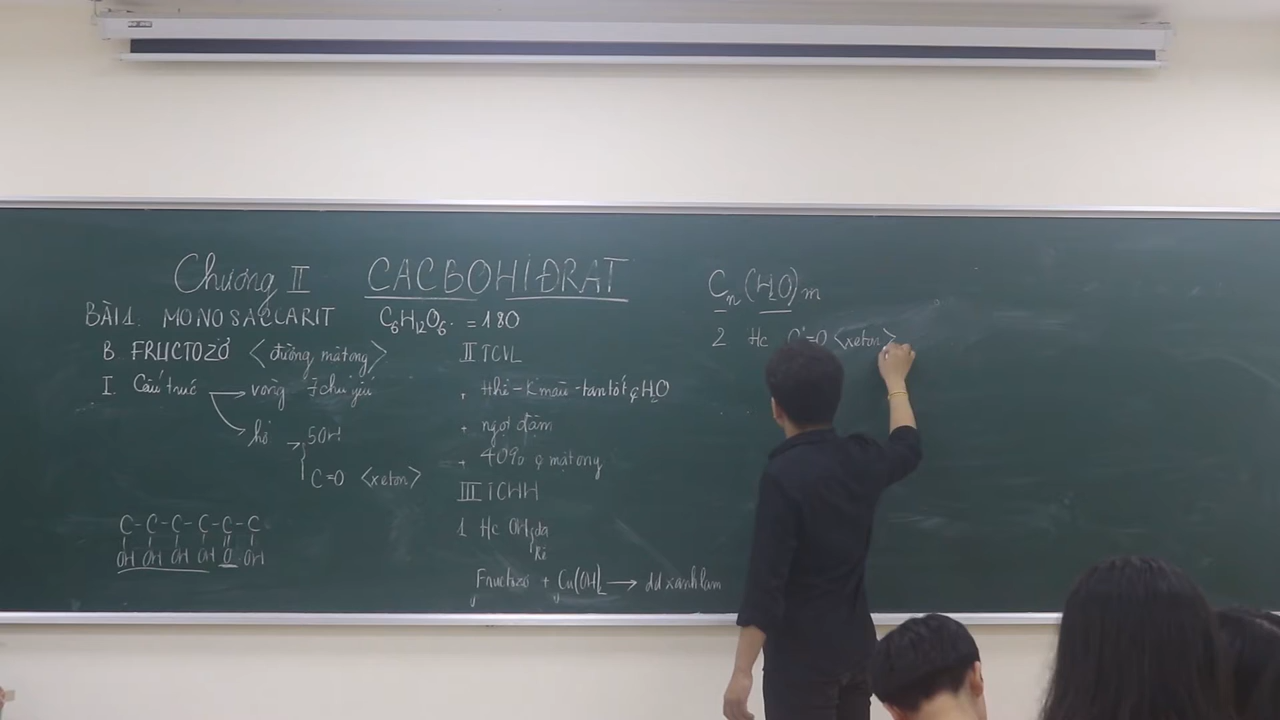 Chương II CACBOHIĐRAT
BÀI 1. MONOSACCARIT C6H12O6. = 180
B. FRUCTOZƠ <đường mật ong>
I. Cấu trúc → vòng 7 chủ yếu
hở
5OH
C=O <xeton>
C-C-C-C-C-C
OH OH OH OH O OH
II TCVL
. thể - K màu - tan tốt H2O
+ ngọt đậm
+ 40% mật ong
III TCHH
1 Hc OH đa
Kề
Fructozơ + Cu(OH)2 → dd xanh lam
Cn(H2O)m
2 Hc C=O <xeton>